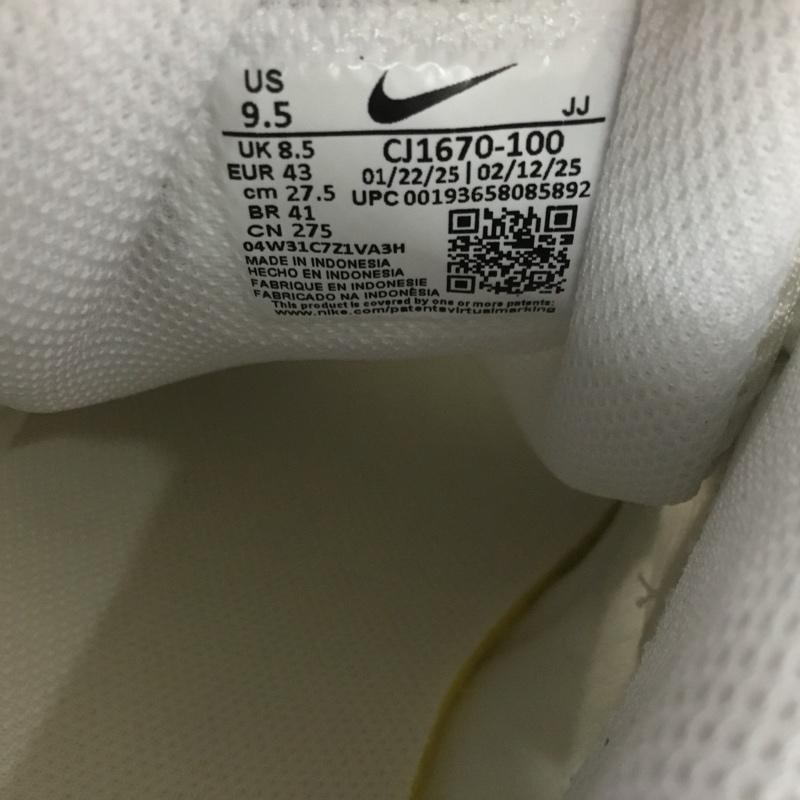 US
9.5
JJ
UK 8.5
EUR 43
cm 27.5
BR 41
CN 275
CJ1670-100
01/22/25 | 02/12/25
UPC 00193658085892
04W31C7Z1VA3H
MADE IN INDONESIA
HECHO EN INDONESIA
FABRIQUE EN INDONESIE
FABRICADO NA INDONÉSIA
This product is covered by one or more patents:
www.nike.com/patentsvirtualmarking